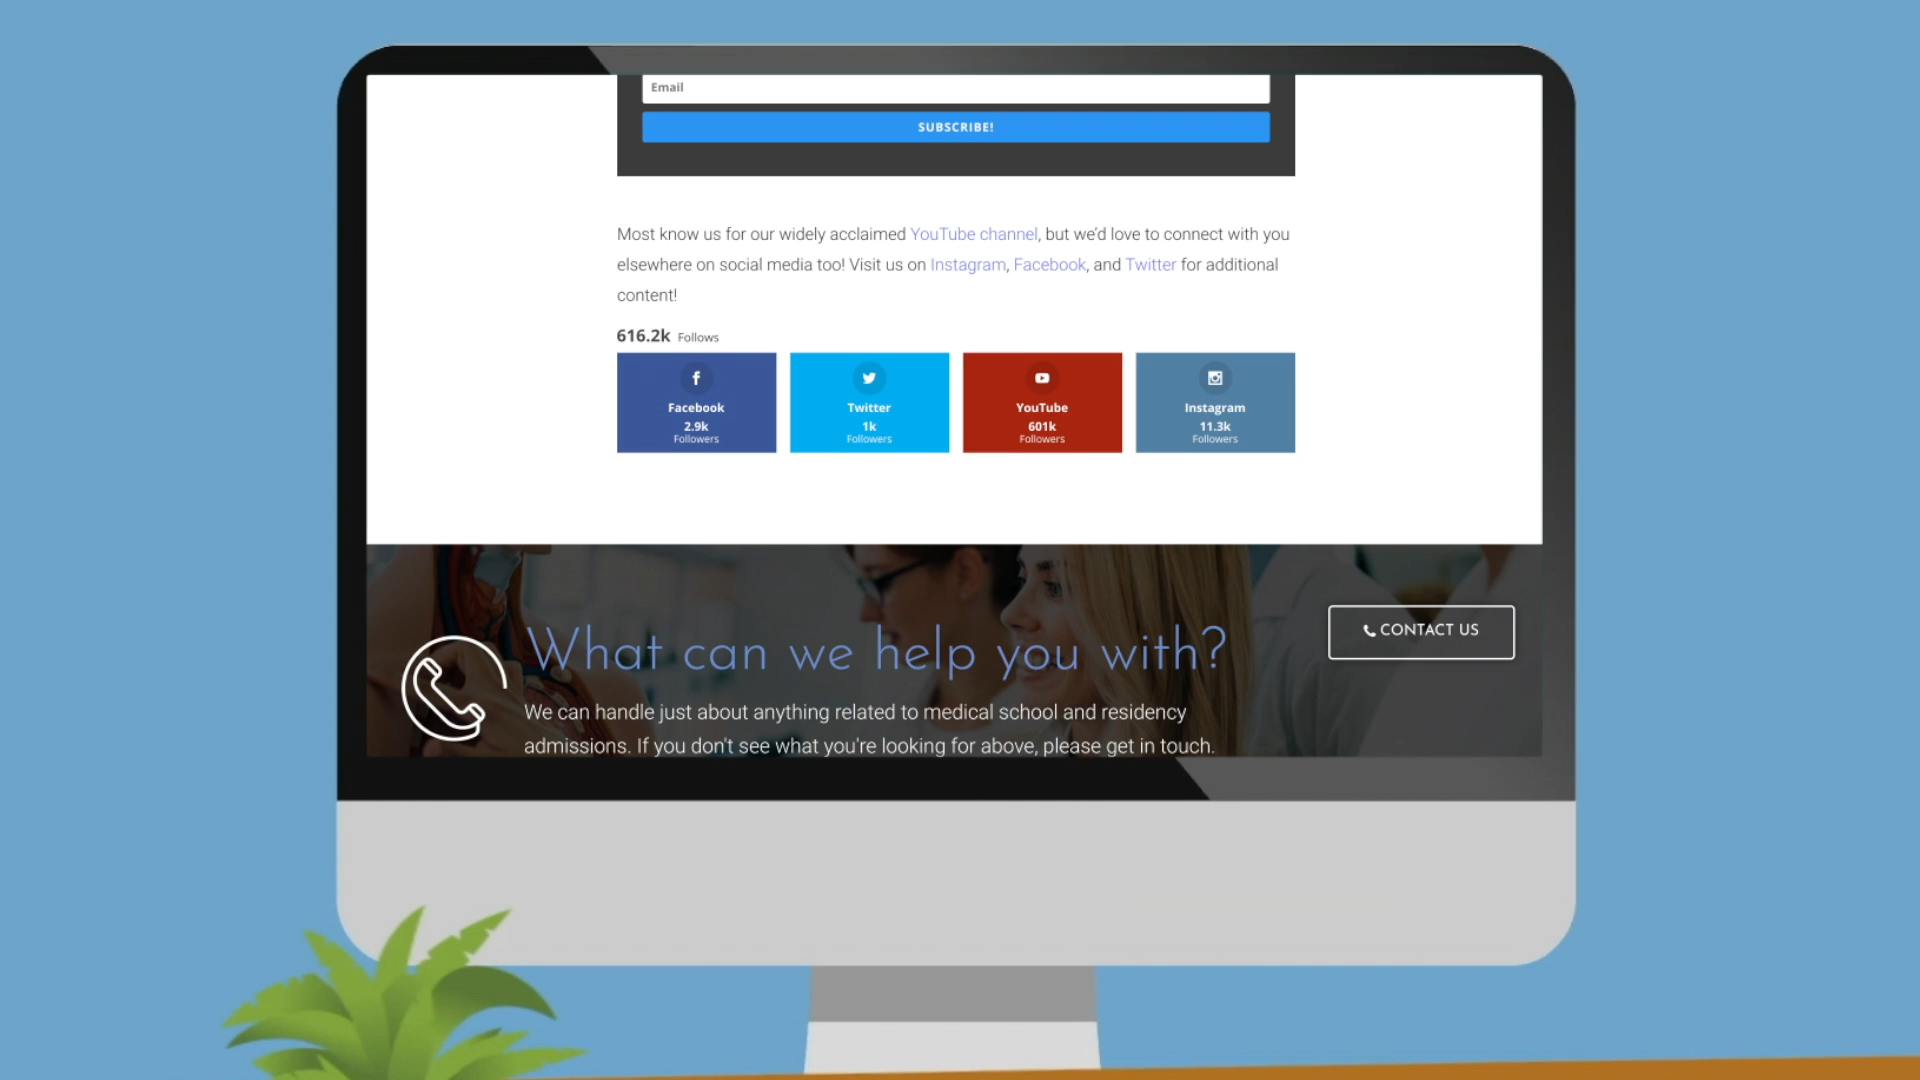 Email
SUBSCRIBE!
Most know us for our widely acclaimed YouTube channel, but we'd love to connect with you
elsewhere on social media too! Visit us on Instagram, Facebook, and Twitter for additional
content!
616.2k Follows
Facebook
2.9k
Followers
Twitter
1k
Followers
YouTube
601k
Followers
Instagram
11.3k
Followers
What can we help you with?
We can handle just about anything related to medical school and residency
admissions. If you don't see what you're looking for above, please get in touch.
CONTACT US